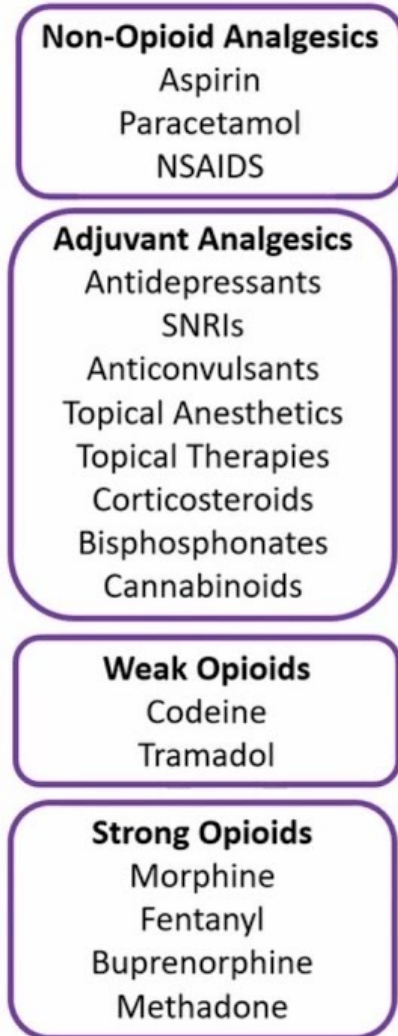 Non-Opioid Analgesics
Aspirin
Paracetamol
NSAIDS
Adjuvant Analgesics
Antidepressants
SNRIs
Anticonvulsants
Topical Anesthetics
Topical Therapies
Corticosteroids
Bisphosphonates
Cannabinoids
Weak Opioids
Codeine
Tramadol
Strong Opioids
Morphine
Fentanyl
Buprenorphine
Methadone